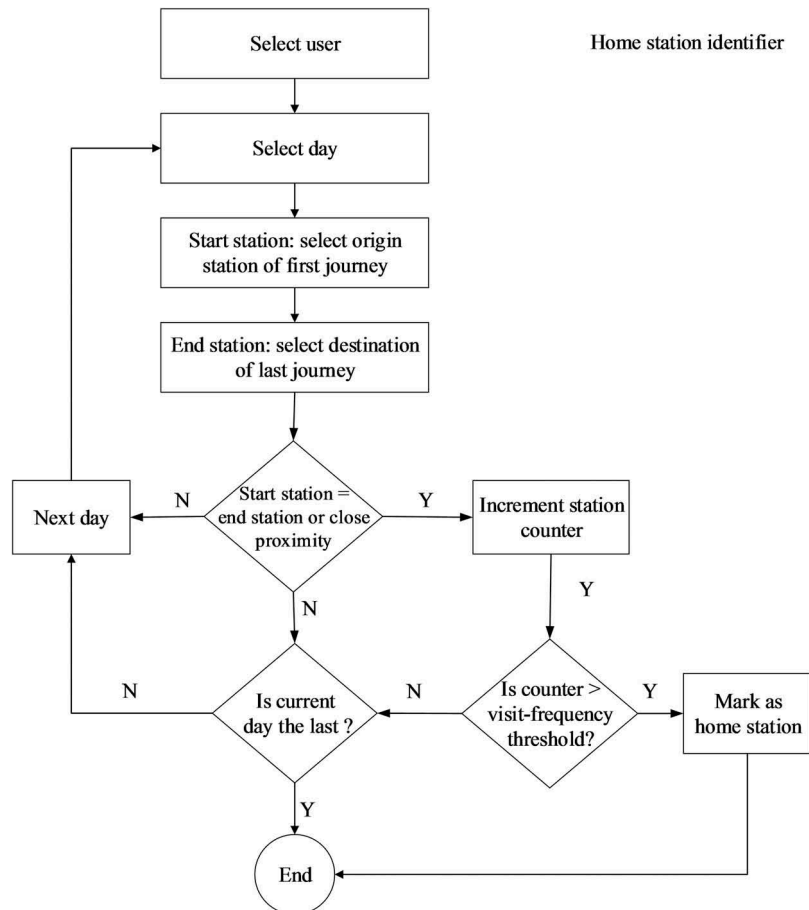 Select user
Home station identifier
Select day
Start station: select origin
station of first journey
End station: select destination
of last journey
Next day
N
Start station =
end station or close
proximity
Y
Increment station
counter
N
Y
N
Is current
day the last ?
N
Is counter >
visit-frequency
threshold?
Y
Mark as
home station
Y
End